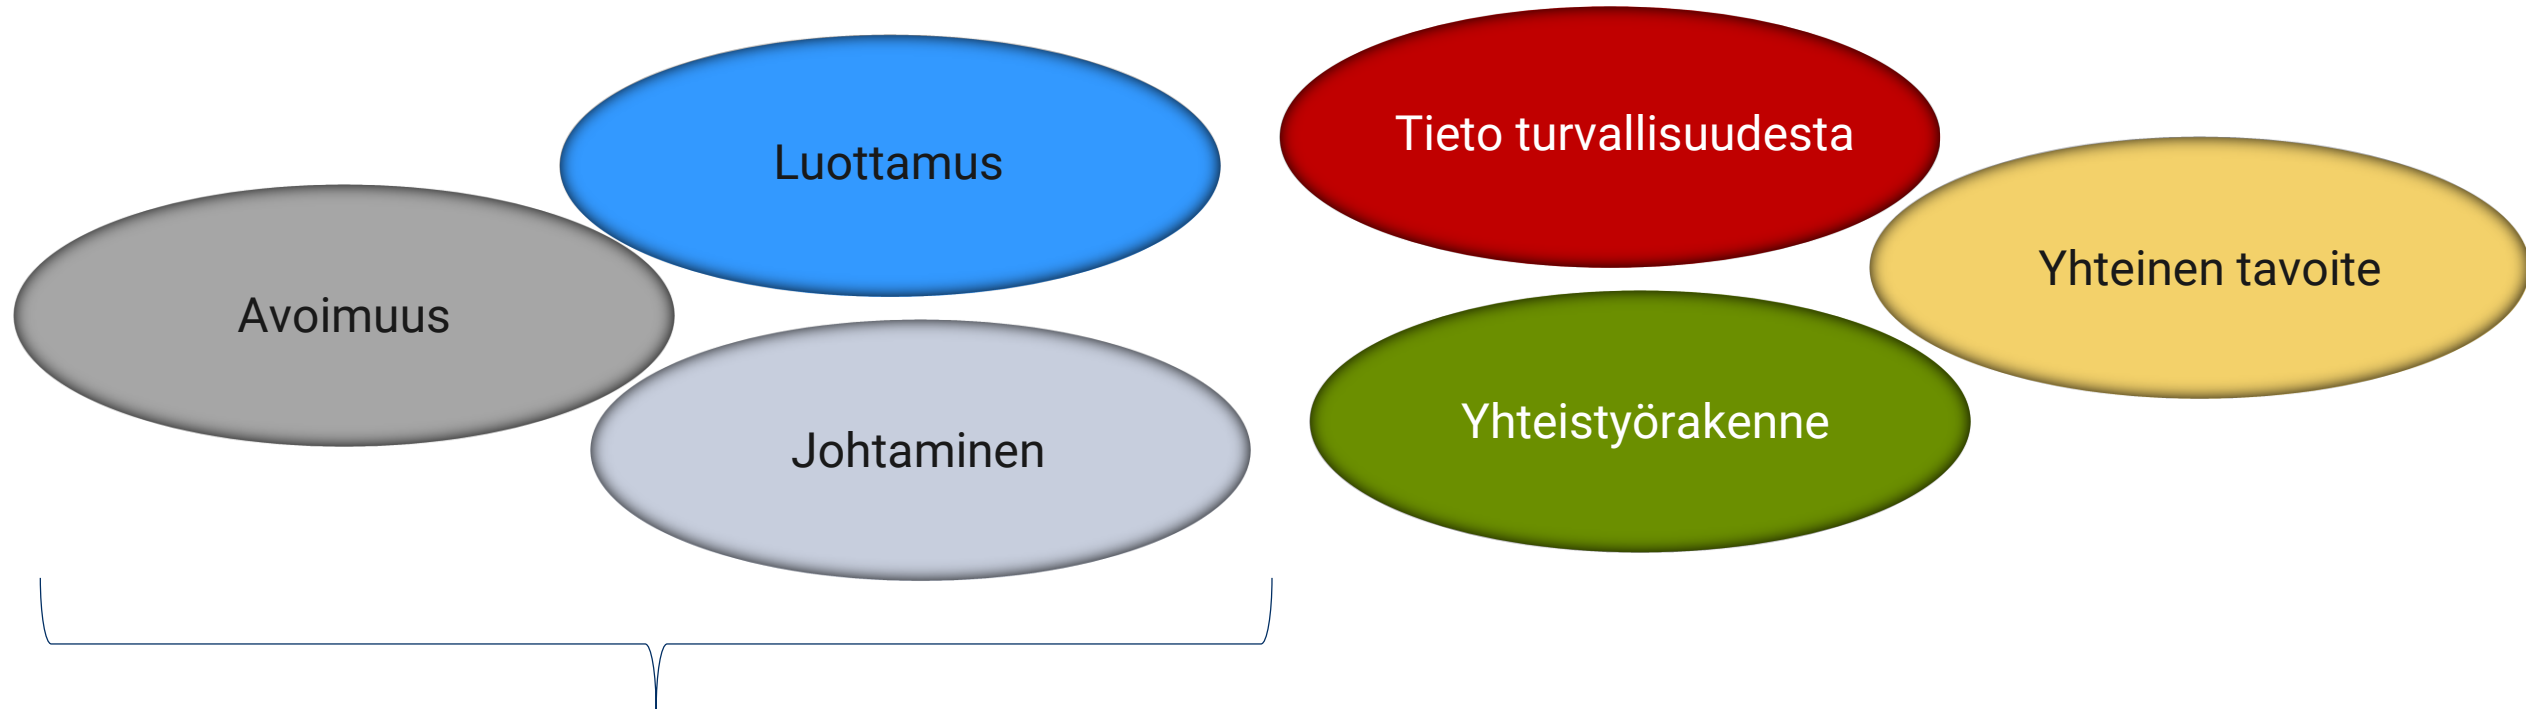 Luottamus
Tieto turvallisuudesta
Avoimuus
Yhteinen tavoite
Johtaminen
Yhteistyörakenne